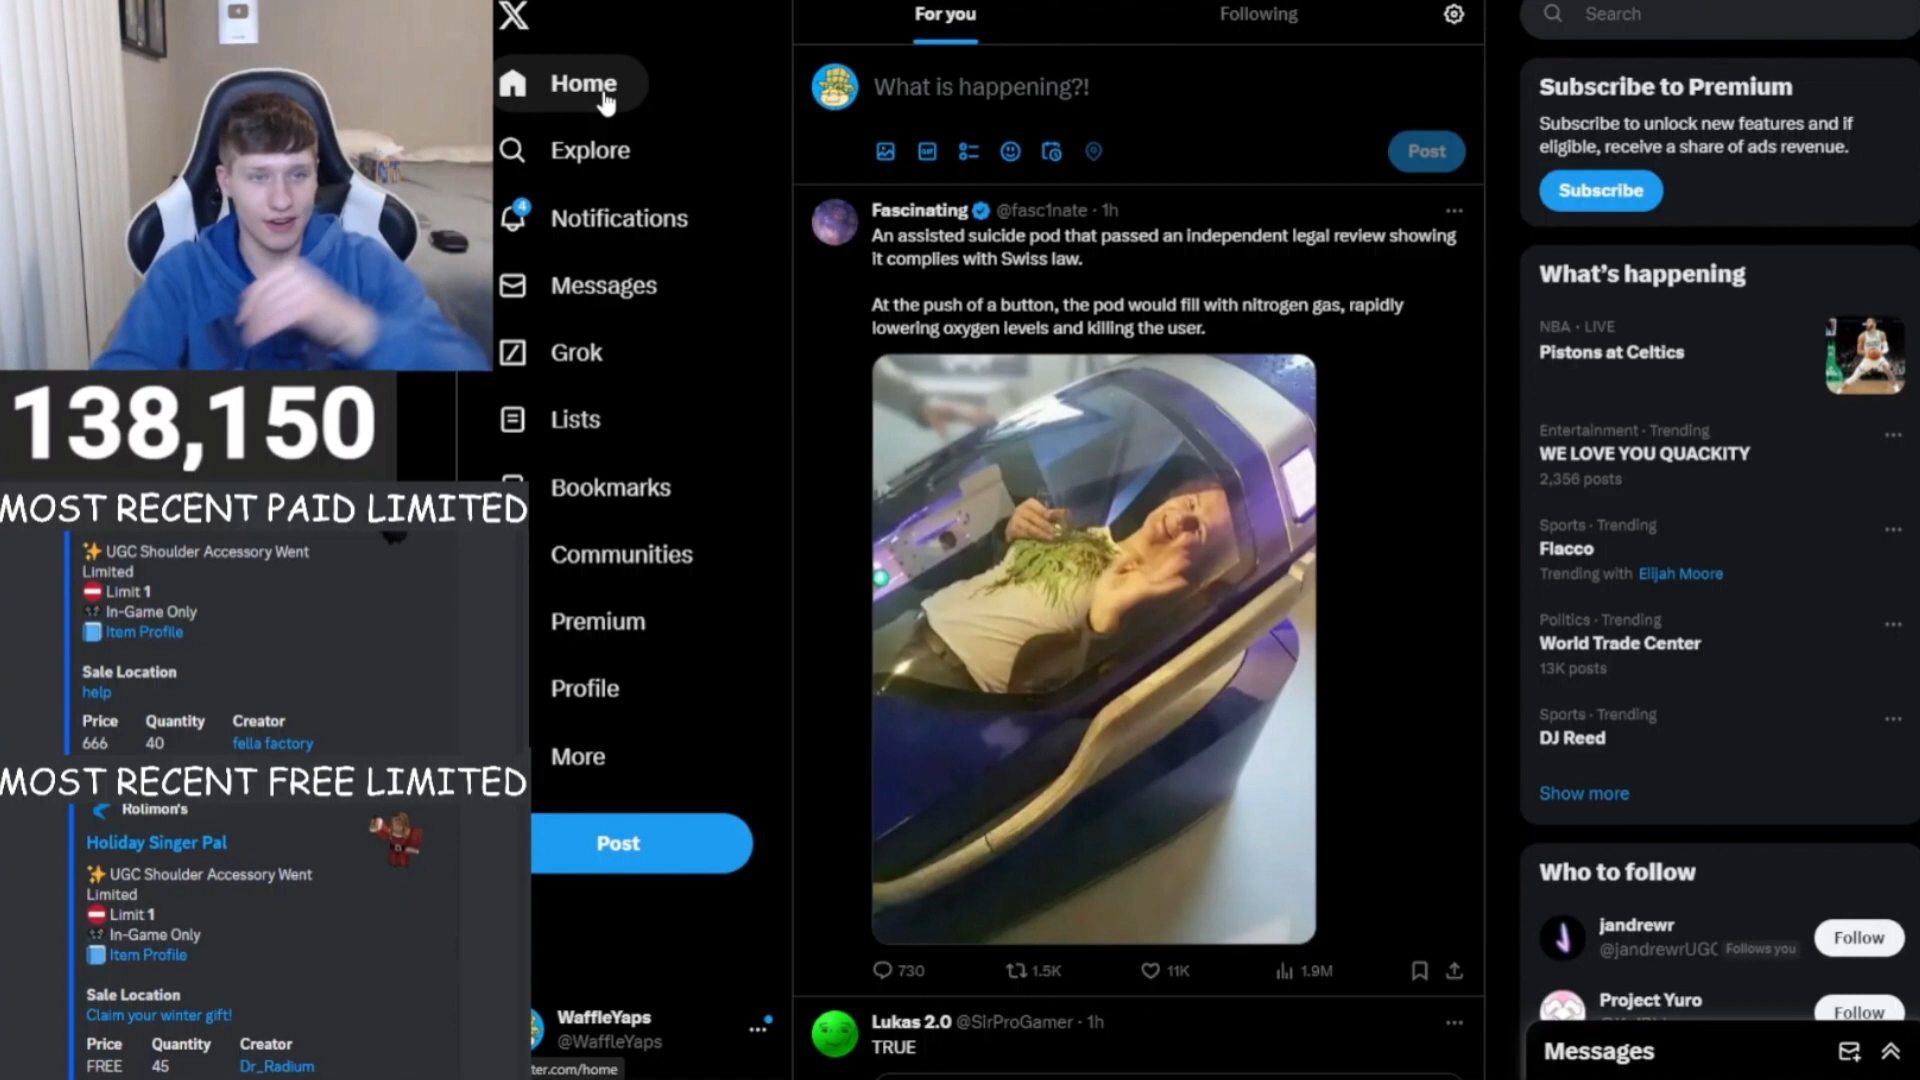 Home
Explore
4
Notifications
Messages
Grok
Lists
Bookmarks
Communities
Premium
Profile
More
Post
WaffleYaps
@WaffleYaps
ter.com/home
138,150
MOST RECENT PAID LIMITED
✨ UGC Shoulder Accessory Went
Limited
⛔ Limit 1
In-Game Only
Item Profile
Sale Location
help
Price Quantity Creator
666 40 fella factory
MOST RECENT FREE LIMITED
Rolimon's
Holiday Singer Pal
✨ UGC Shoulder Accessory Went
Limited
⛔ Limit 1
In-Game Only
Item Profile
Sale Location
Claim your winter gift!
Price Quantity Creator
FREE 45 Dr_Radium
For you Following
What is happening?!
GIF
Post
Fascinating @fasc1nate · 1h
An assisted suicide pod that passed an independent legal review showing
it complies with Swiss law.
At the push of a button, the pod would fill with nitrogen gas, rapidly
lowering oxygen levels and killing the user.
730 1.5K 11K 1.9M
Lukas 2.0 @SirProGamer · 1h
TRUE
Search
Subscribe to Premium
Subscribe to unlock new features and if
eligible, receive a share of ads revenue.
Subscribe
What's happening
NBA · LIVE
Pistons at Celtics
Entertainment · Trending
WE LOVE YOU QUACKITY
2,356 posts
Sports · Trending
Flacco
Trending with Elijah Moore
Politics · Trending
World Trade Center
13K posts
Sports · Trending
DJ Reed
Show more
Who to follow
jandrewr
@jandrewrUGC Follows you
Follow
Project Yuro
Follow
Messages